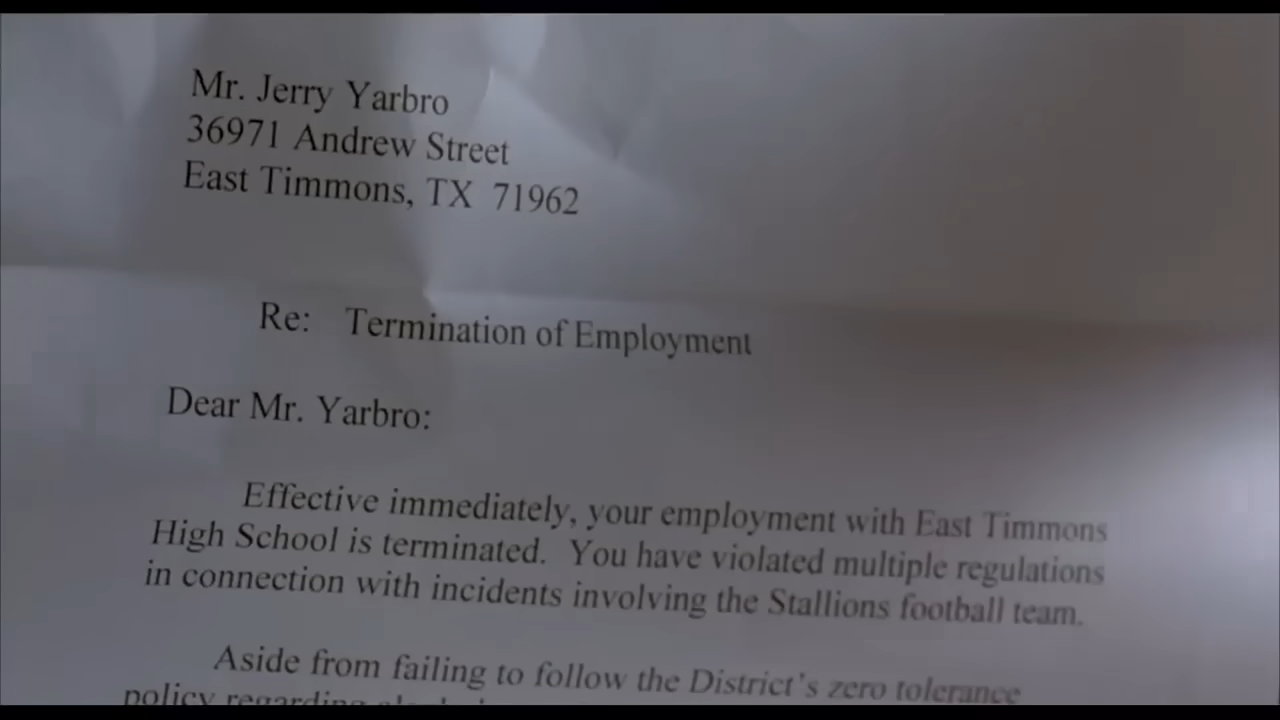 Mr. Jerry Yarbro
36971 Andrew Street
East Timmons, TX 71962
Re: Termination of Employment
Dear Mr. Yarbro:
Effective immediately, your employment with East Timmons
High School is terminated. You have violated multiple regulations
in connection with incidents involving the Stallions football team.
Aside from failing to follow the District's zero tolerance
policy regarding